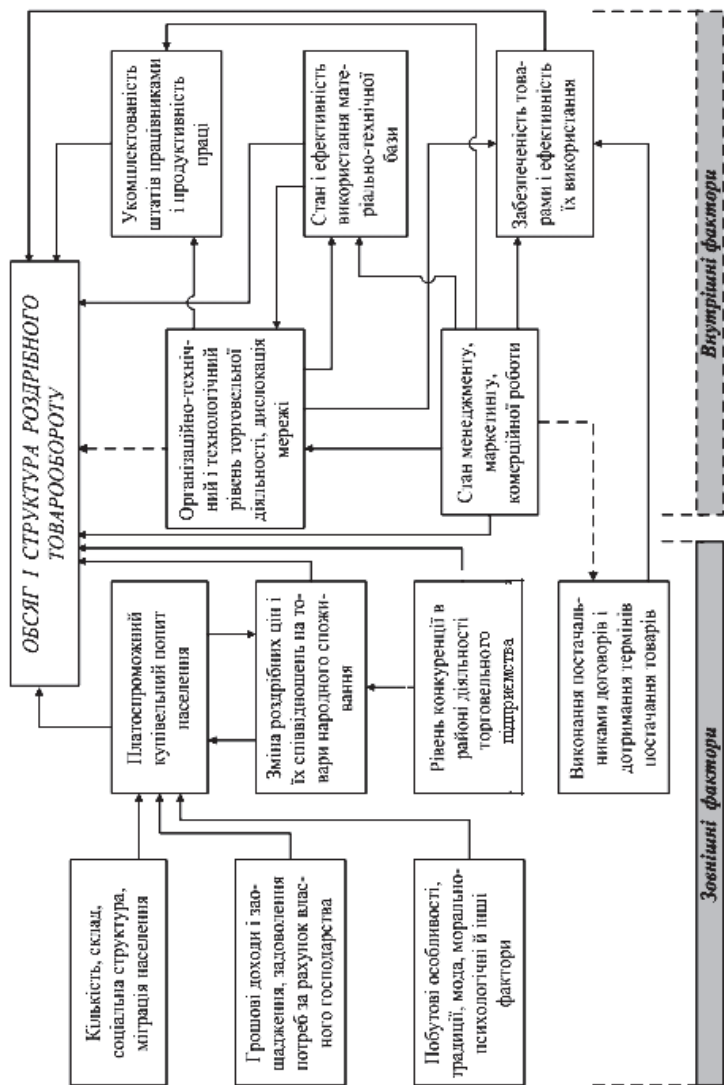 ОБСЯГ І СТРУКТУРА РОЗДРІБНОГО
ТОВАРООБОРОТУ
Кількість, склад,
соціальна структура,
міграція населення
Грошові доходи і зао-
щадження, задоволення
потреб за рахунок влас-
ного господарства
Побутові особливості,
традиції, мода, морально-
психологічні й інші
фактори
Платоспроможний
купівельний попит
населення
Зміна роздрібних цін і
їх співвідношень на то-
вари народного спожи-
вання
Рівень конкуренції в
районі діяльності
торговельного
підприємства
Виконання постачаль-
никами договорів і
дотримання термінів
постачання товарів
Організаційно-техніч-
ний і технологічний
рівень торговельної
діяльності, дислокація
мережі
Стан менеджменту,
маркетингу,
комерційної роботи
Укомплектованість
штатів працівниками
і продуктивність
праці
Стан і ефективність
використання мате-
ріально-технічної
бази
Забезпеченість това-
рами і ефективність
їх використання
Зовнішні фактори
Внутрішні фактори